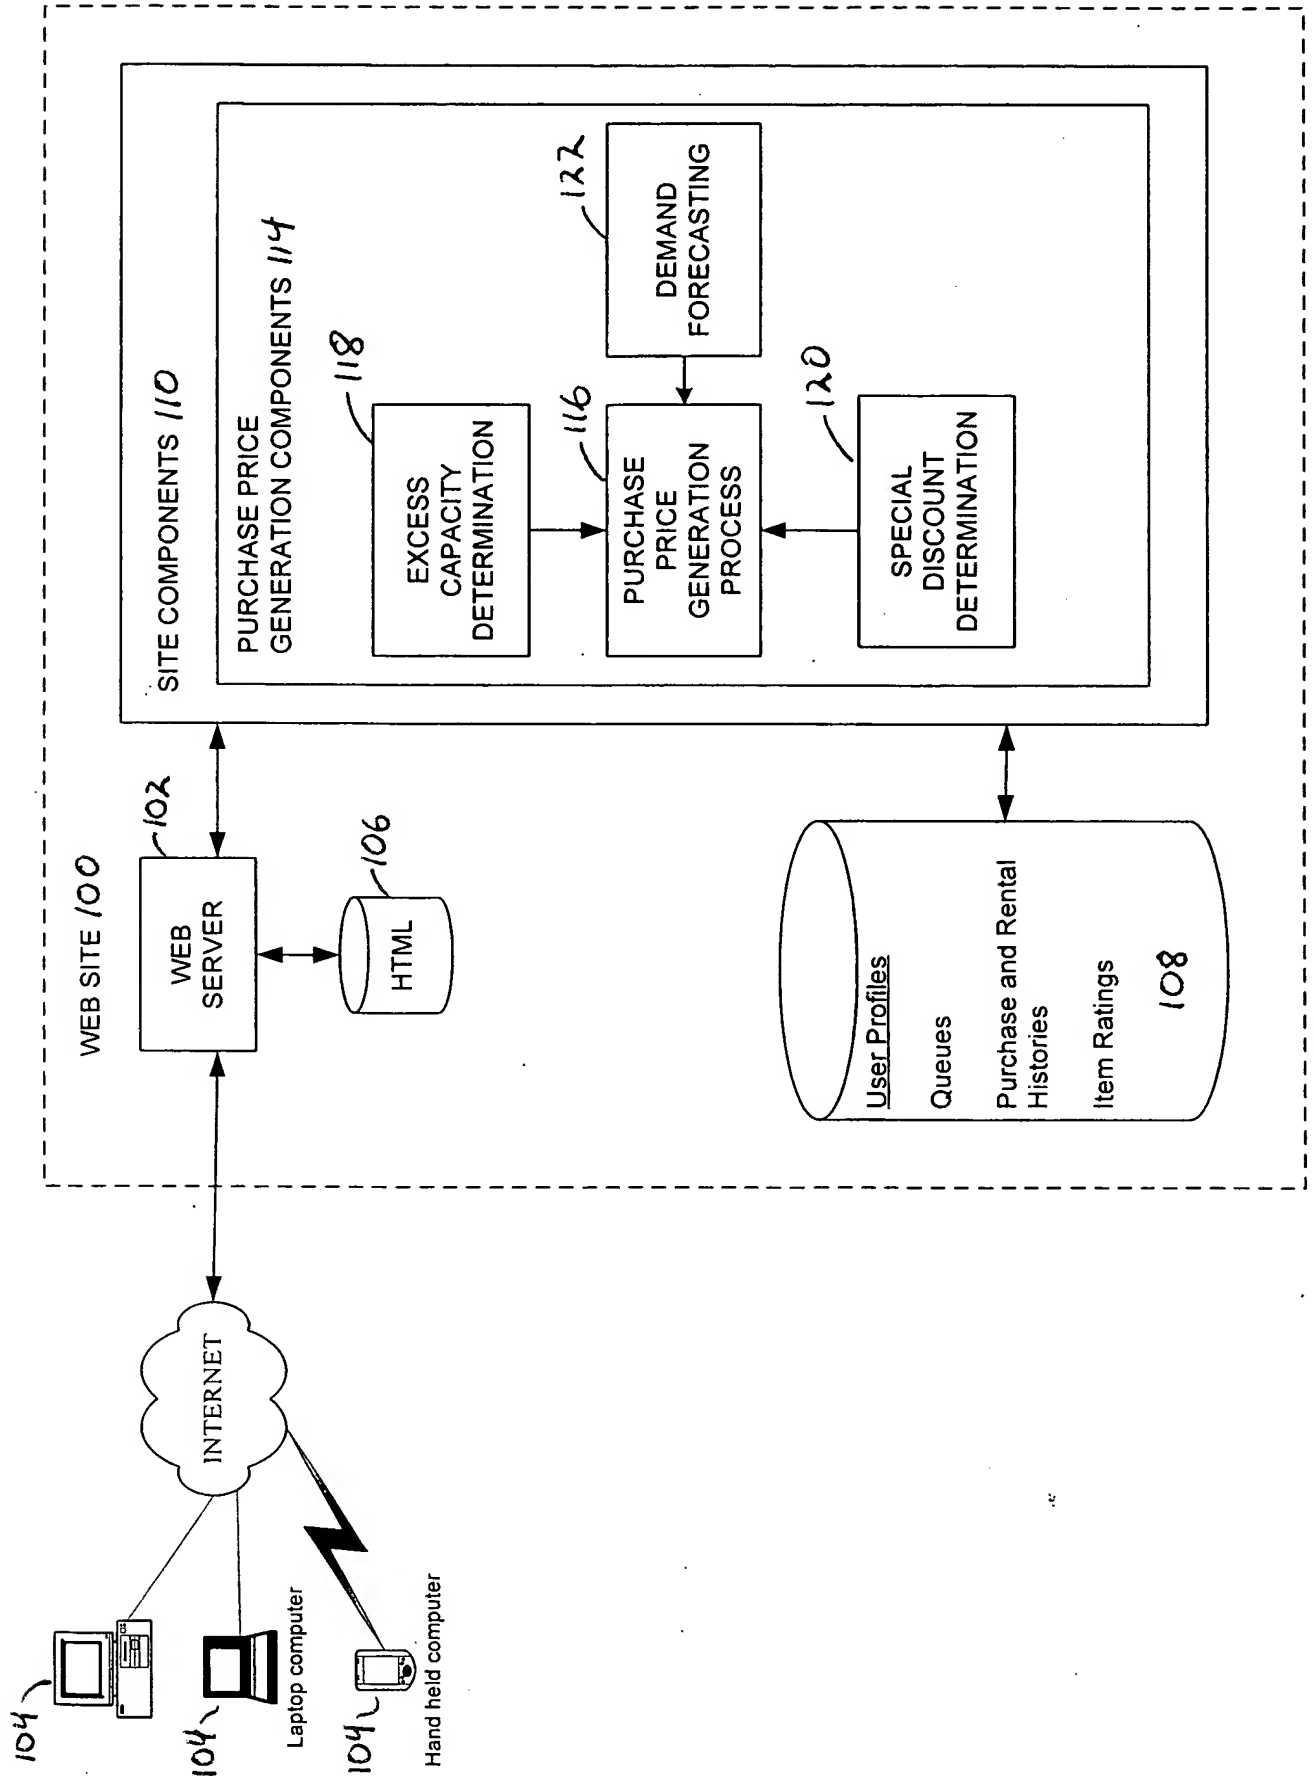 104
104
Laptop computer
104
Hand held computer
INTERNET
WEB SITE 100
102
WEB
SERVER
106
HTML
User Profiles
Queues
Purchase and Rental
Histories
Item Ratings
108
SITE COMPONENTS 110
PURCHASE PRICE
GENERATION COMPONENTS 114
118
EXCESS
CAPACITY
DETERMINATION
116
PURCHASE
PRICE
GENERATION
PROCESS
122
DEMAND
FORECASTING
120
SPECIAL
DISCOUNT
DETERMINATION